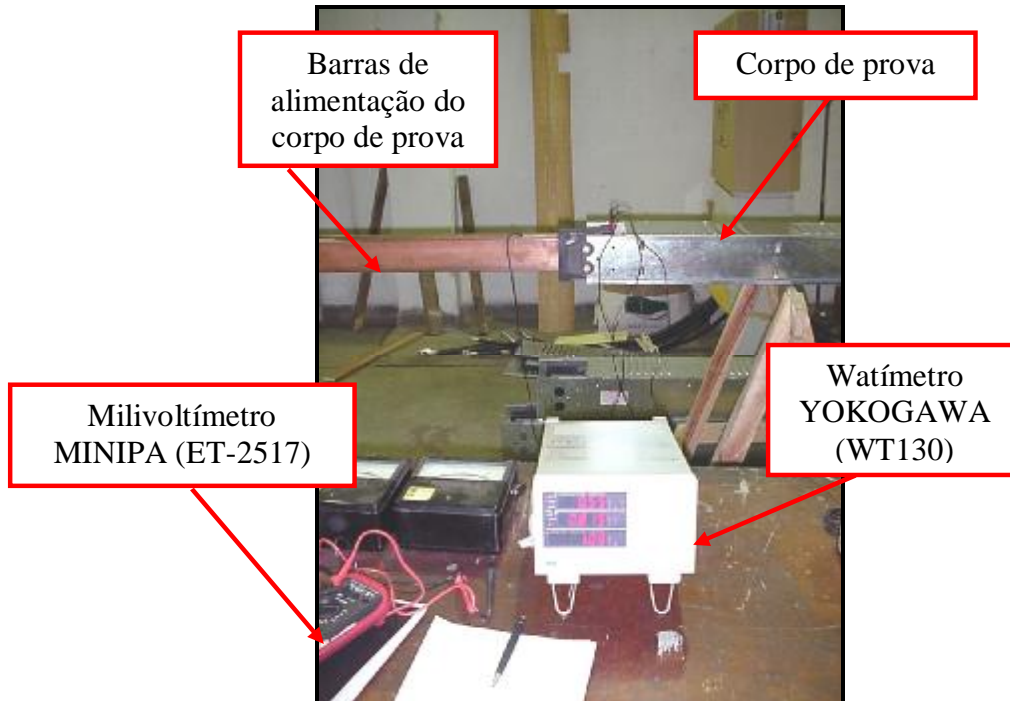 Barras de
alimentação do
corpo de prova
Corpo de prova
Milivoltímetro
MINIPA (ET-2517)
Watímetro
YOKOGAWA
(WT130)